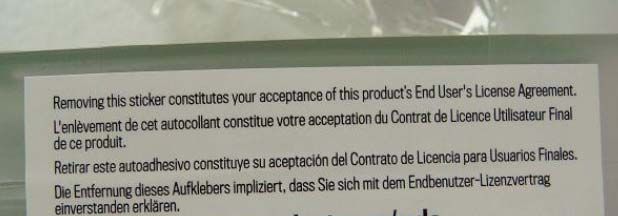 Removing this sticker constitutes your acceptance of this product's End User's License Agreement.
L'enlèvement de cet autocollant constitue votre acceptation du Contrat de Licence Utilisateur Final
de ce produit.
Retirar este autoadhesivo constituye su aceptación del Contrato de Licencia para Usuarios Finales.
Die Entfernung dieses Aufklebers impliziert, dass Sie sich mit dem Endbenutzer-Lizenzvertrag
einverstanden erklären.